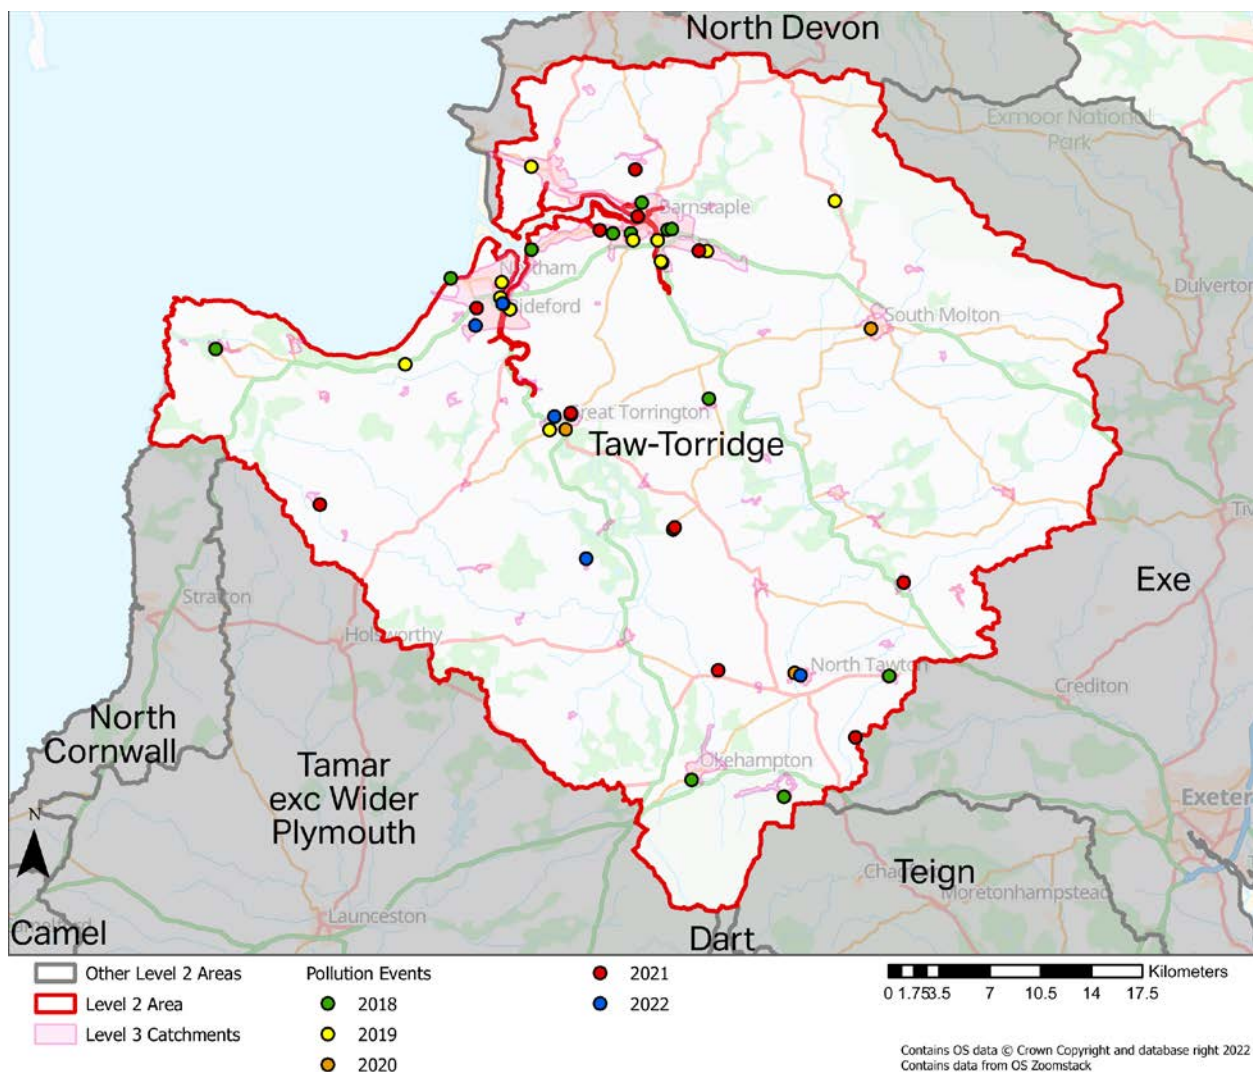 North Devon
Exmoor National
Park
Barnstaple
Northam
Bideford
Dulverton
South Molton
Great Torrington
Taw-Torridge
Tiv
Exe
Stratton
Holsworthy
North Tawton
Crediton
North
Cornwall
Tamar
exc Wider
Plymouth
Okehampton
Exeter
N
Teign
Moretonhampstead
Launceston
Camel
Dart
Other Level 2 Areas
Level 2 Area
Level 3 Catchments
Pollution Events
2018
2019
2020
2021
2022
Kilometers
0 1.75 3.5 7 10.5 14 17.5
Contains OS data © Crown Copyright and database right 2022
Contains data from OS Zoomstack